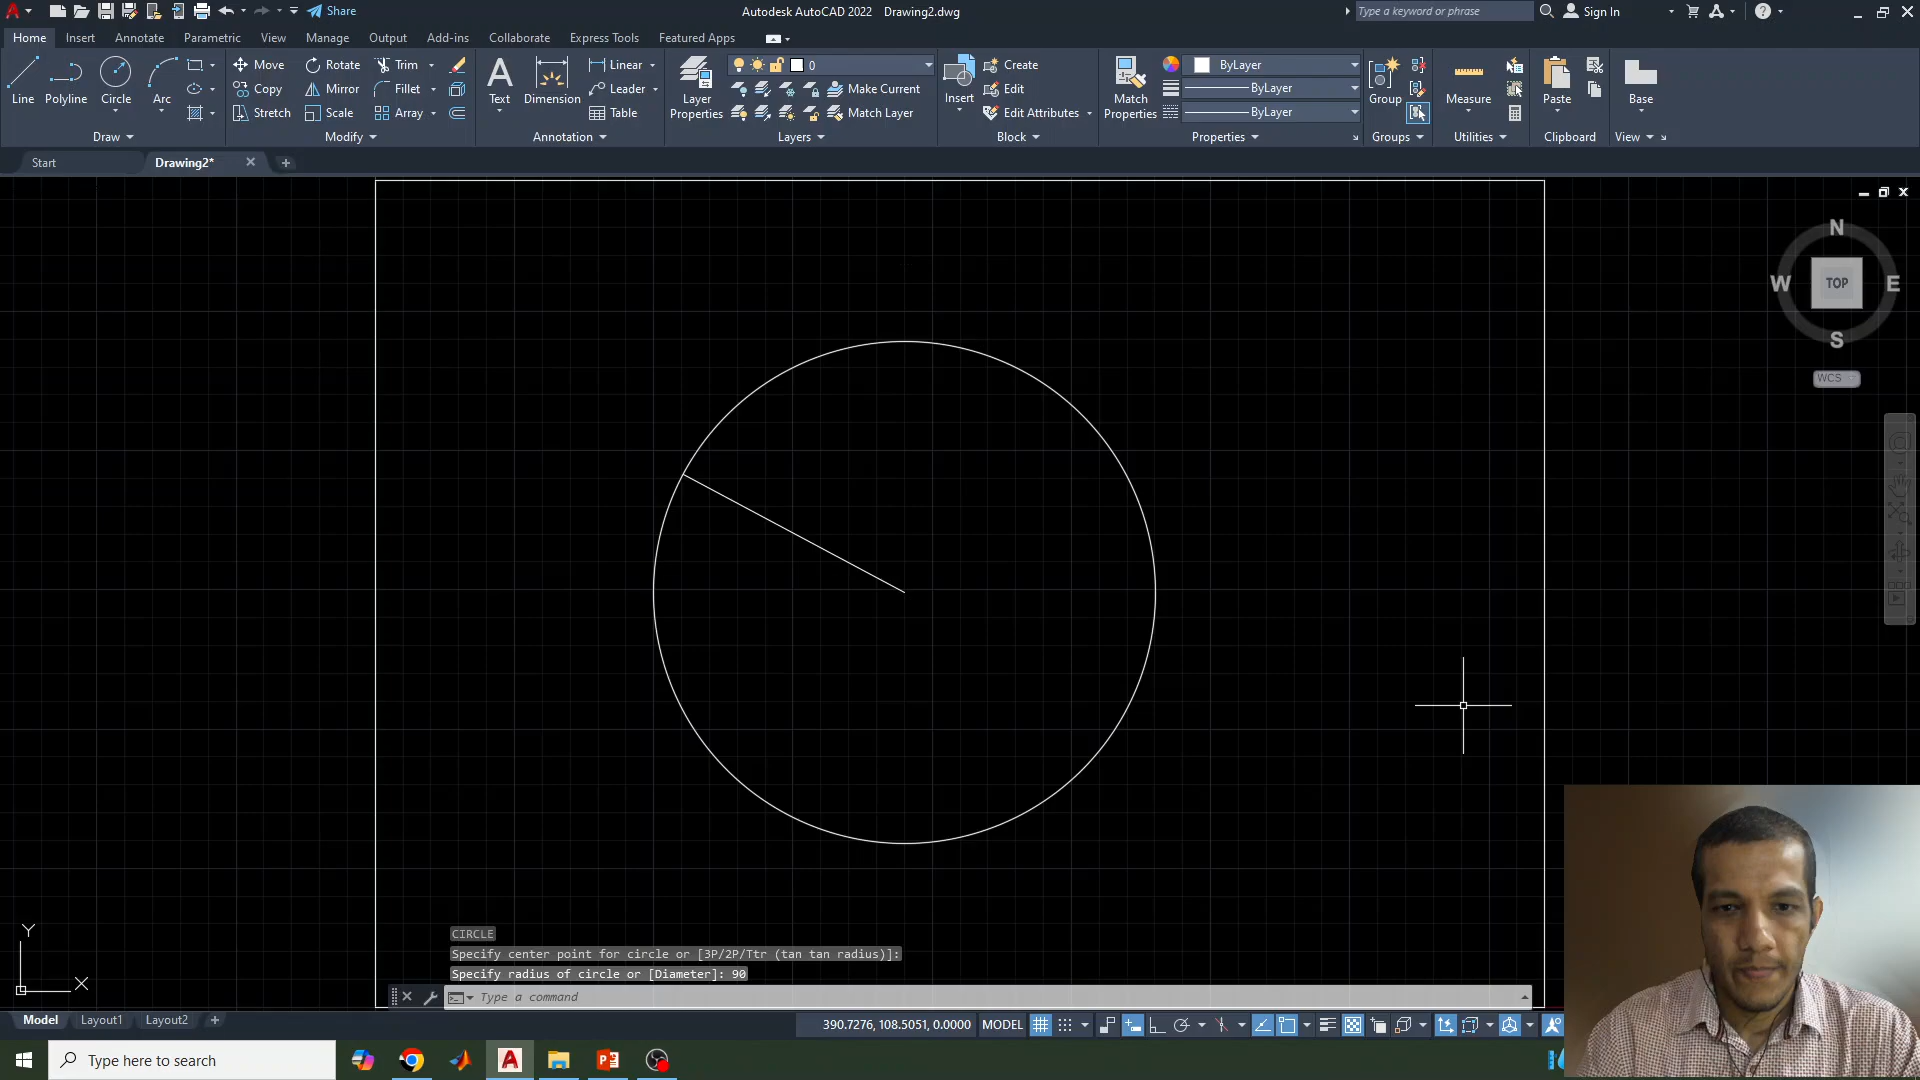 Share
Autodesk AutoCAD 2022 Drawing2.dwg
Type a keyword or phrase
Sign In
Home Insert Annotate Parametric View Manage Output Add-ins Collaborate Express Tools Featured Apps
Line Polyline Circle Arc
Move Rotate Trim
Copy Mirror Fillet
Stretch Scale Array
Text Dimension
Linear
Leader
Table
Layer Properties
0
Make Current
Match Layer
Insert
Create
Edit
Edit Attributes
Match Properties
ByLayer
ByLayer
ByLayer
Group Measure Paste Base
Draw Modify Annotation Layers Block Properties Groups Utilities Clipboard View
Start Drawing2*
N
W TOP E
S
WCS
Y
X
CIRCLE
Specify center point for circle or [3P/2P/Ttr (tan tan radius)]:
Specify radius of circle or [Diameter]: 90
Type a command
Model Layout1 Layout2
390.7276, 108.5051, 0.0000 MODEL
Type here to search